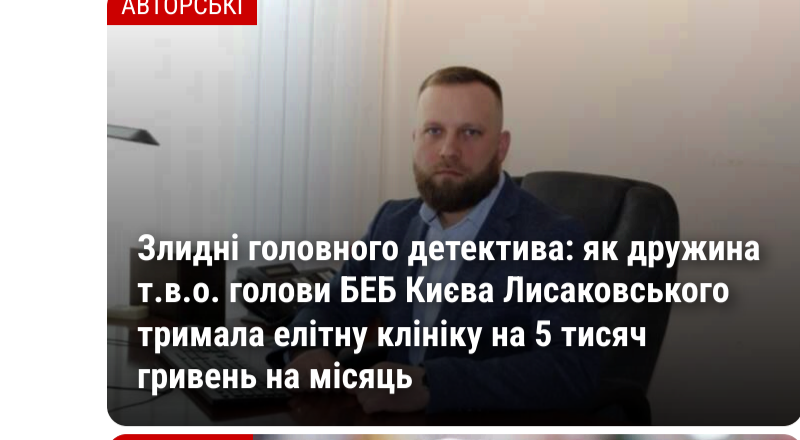 АВТОРСЬКІ
Злидні головного детектива: як дружина
т.в.о. голови БЕБ Києва Лисаковського
тримала елітну клініку на 5 тисяч
гривень на місяць